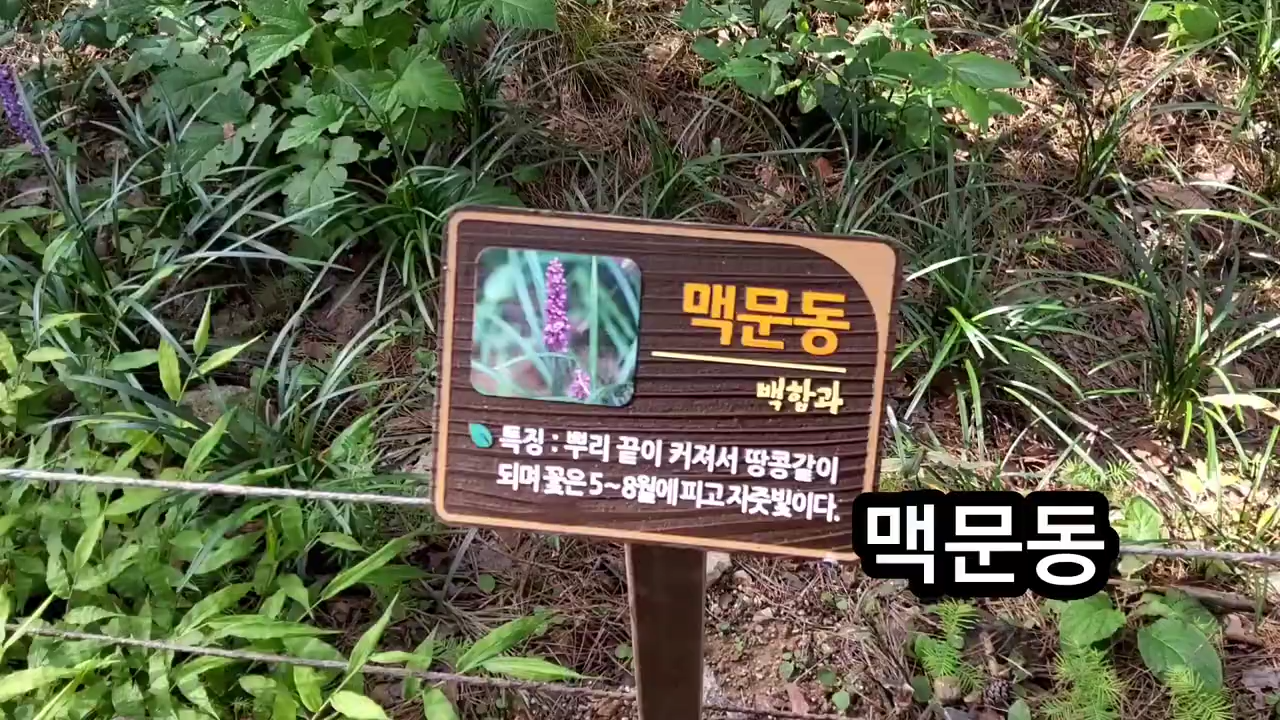 맥문동
백합과
특징 : 뿌리 끝이 커져서 땅콩같이
되며 꽃은 5~8월에 피고 자줏빛이다.
맥문동